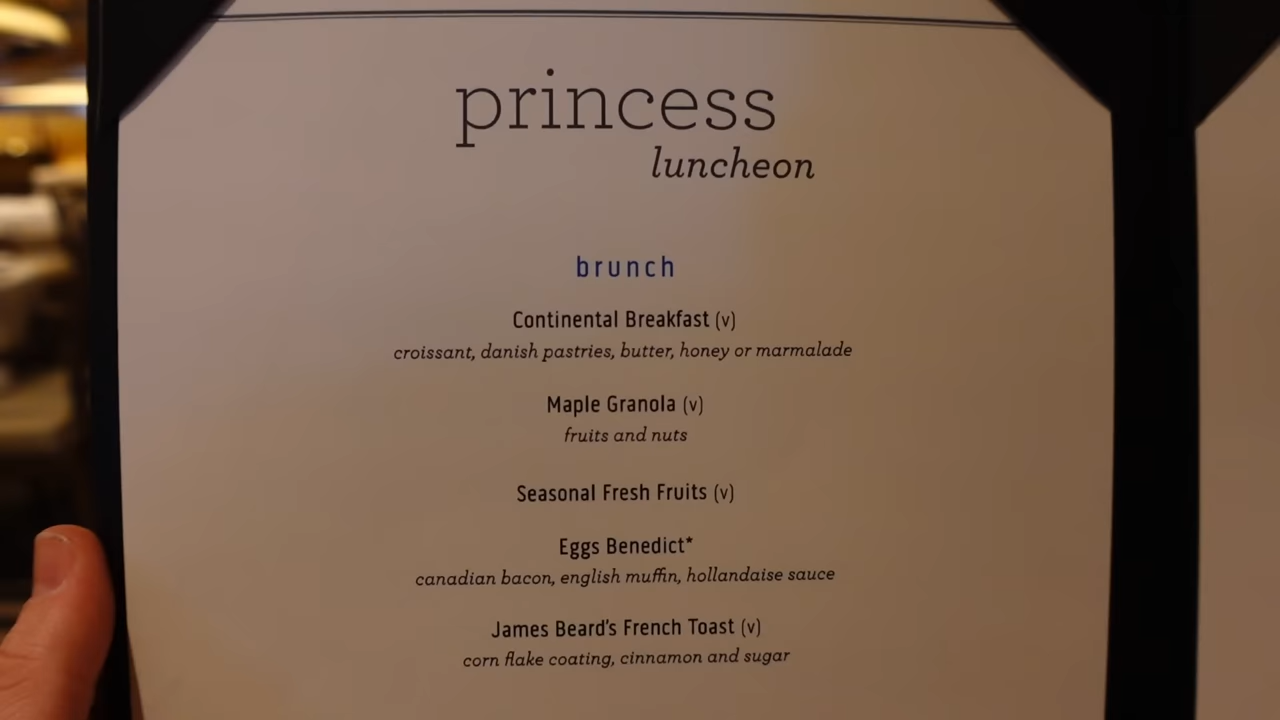 princess
luncheon
brunch
Continental Breakfast (v)
croissant, danish pastries, butter, honey or marmalade
Maple Granola (v)
fruits and nuts
Seasonal Fresh Fruits (v)
Eggs Benedict*
canadian bacon, english muffin, hollandaise sauce
James Beard's French Toast (v)
corn flake coating, cinnamon and sugar